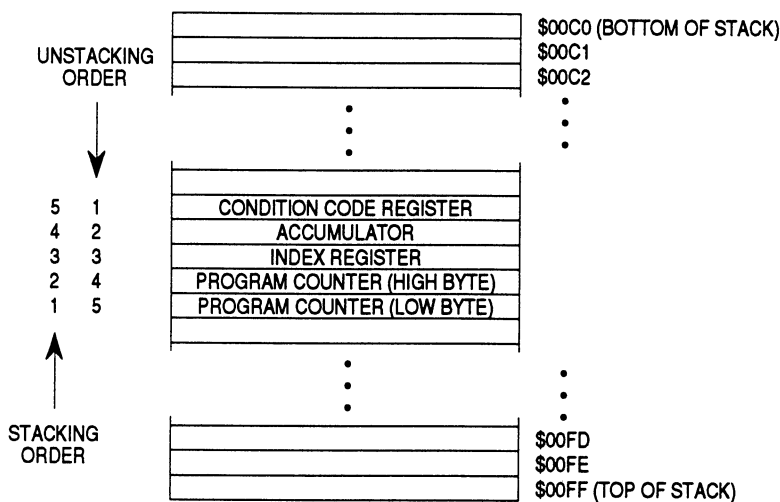 $00C0 (BOTTOM OF STACK)
UNSTACKING
ORDER
$00C1
$00C2
5 1 CONDITION CODE REGISTER
4 2 ACCUMULATOR
3 3 INDEX REGISTER
2 4 PROGRAM COUNTER (HIGH BYTE)
1 5 PROGRAM COUNTER (LOW BYTE)
STACKING
ORDER
$00FD
$00FE
$00FF (TOP OF STACK)